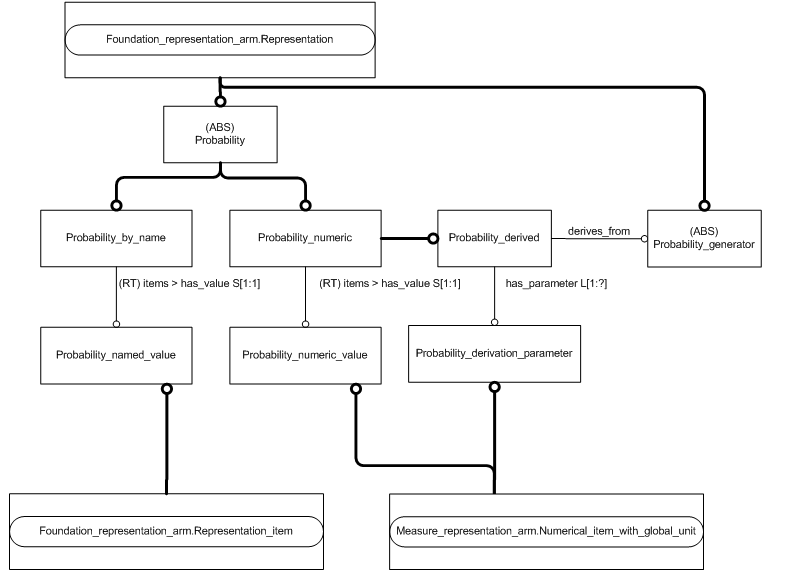 Foundation_representation_arm.Representation
(ABS)
Probability
Probability_by_name
Probability_numeric
Probability_derived
derives_from
(ABS)
Probability_generator
(RT) items > has_value S[1:1]
(RT) items > has_value S[1:1]
has_parameter L[1:?]
Probability_named_value
Probability_numeric_value
Probability_derivation_parameter
Foundation_representation_arm.Representation_item
Measure_representation_arm.Numerical_item_with_global_unit